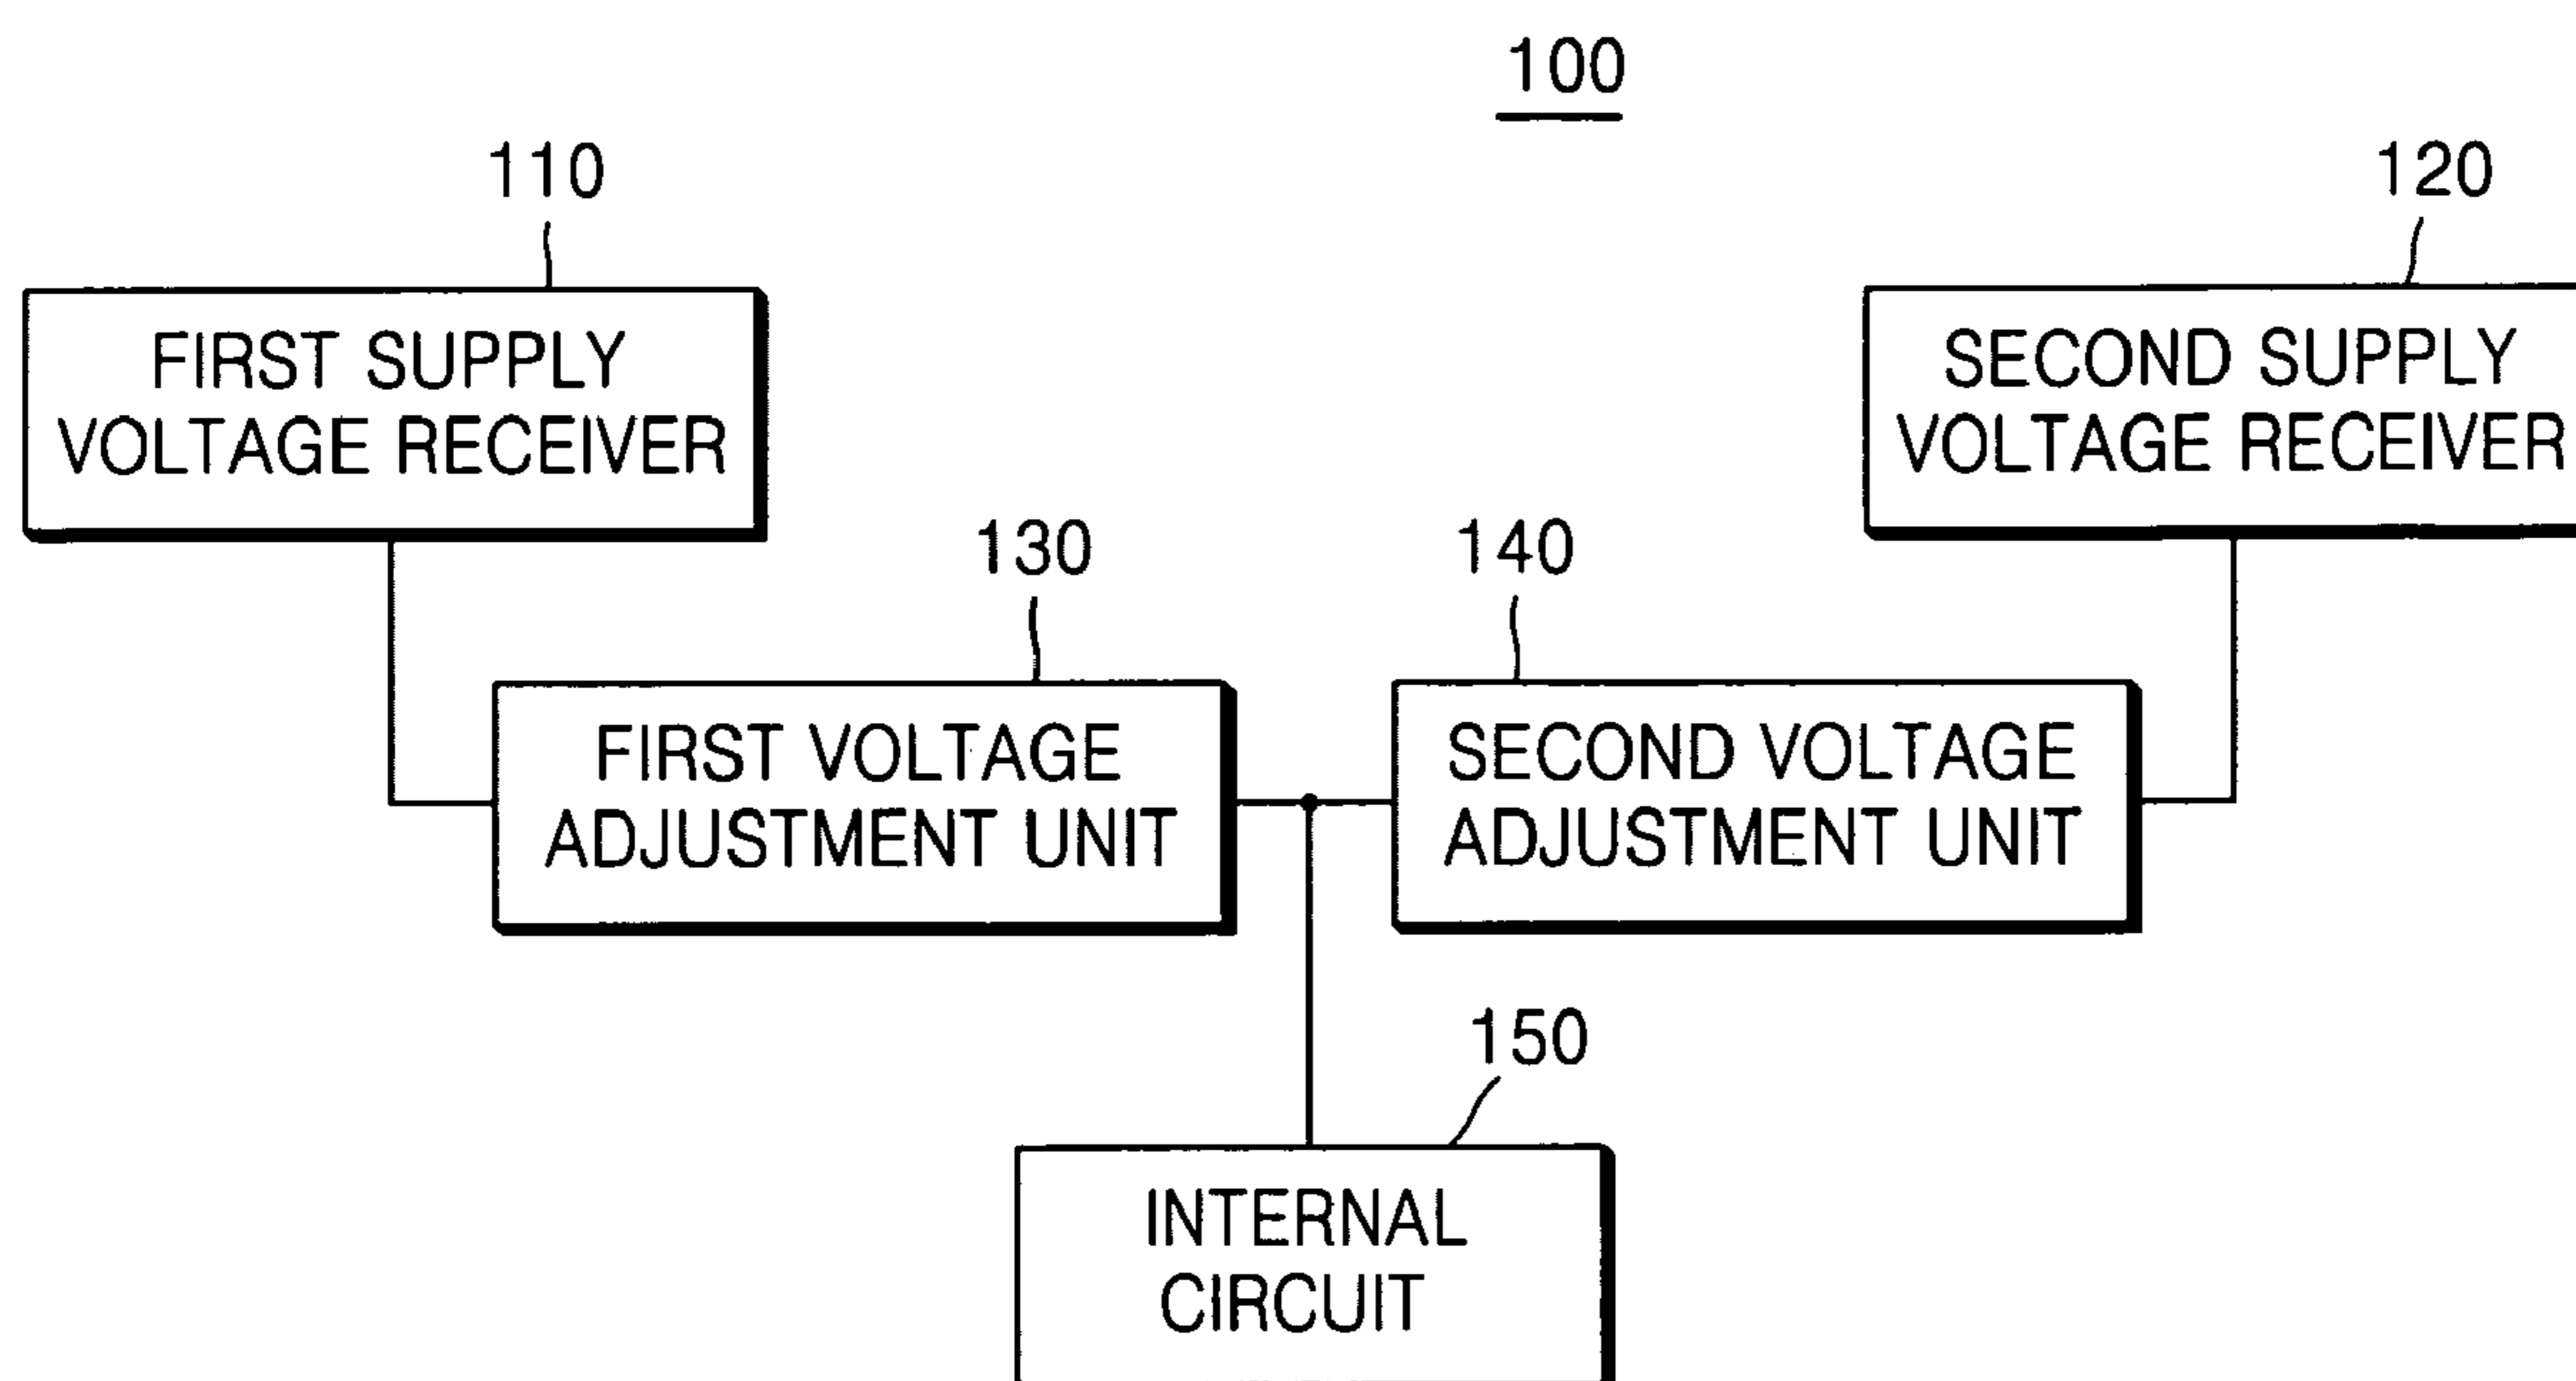 100
110
120
FIRST SUPPLY
VOLTAGE RECEIVER
SECOND SUPPLY
VOLTAGE RECEIVER
130
140
FIRST VOLTAGE
ADJUSTMENT UNIT
SECOND VOLTAGE
ADJUSTMENT UNIT
150
INTERNAL
CIRCUIT